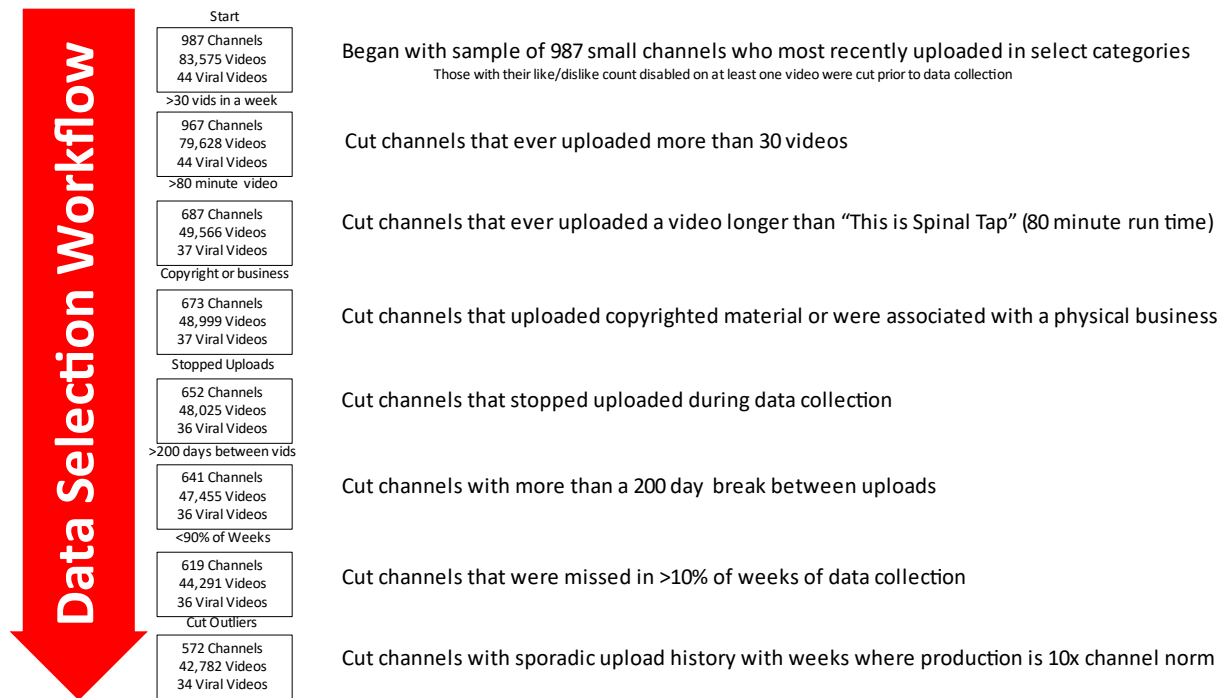 Data Selection Workflow
Start
987 Channels
83,575 Videos
44 Viral Videos
Began with sample of 987 small channels who most recently uploaded in select categories
Those with their like/dislike count disabled on at least one video were cut prior to data collection
>30 vids in a week
967 Channels
79,628 Videos
44 Viral Videos
Cut channels that ever uploaded more than 30 videos
>80 minute video
687 Channels
49,566 Videos
37 Viral Videos
Cut channels that ever uploaded a video longer than “This is Spinal Tap” (80 minute run time)
Copyright or business
673 Channels
48,999 Videos
37 Viral Videos
Cut channels that uploaded copyrighted material or were associated with a physical business
Stopped Uploads
652 Channels
48,025 Videos
36 Viral Videos
Cut channels that stopped uploaded during data collection
>200 days between vids
641 Channels
47,455 Videos
36 Viral Videos
Cut channels with more than a 200 day break between uploads
<90% of Weeks
619 Channels
44,291 Videos
36 Viral Videos
Cut channels that were missed in >10% of weeks of data collection
Cut Outliers
572 Channels
42,782 Videos
34 Viral Videos
Cut channels with sporadic upload history with weeks where production is 10x channel norm